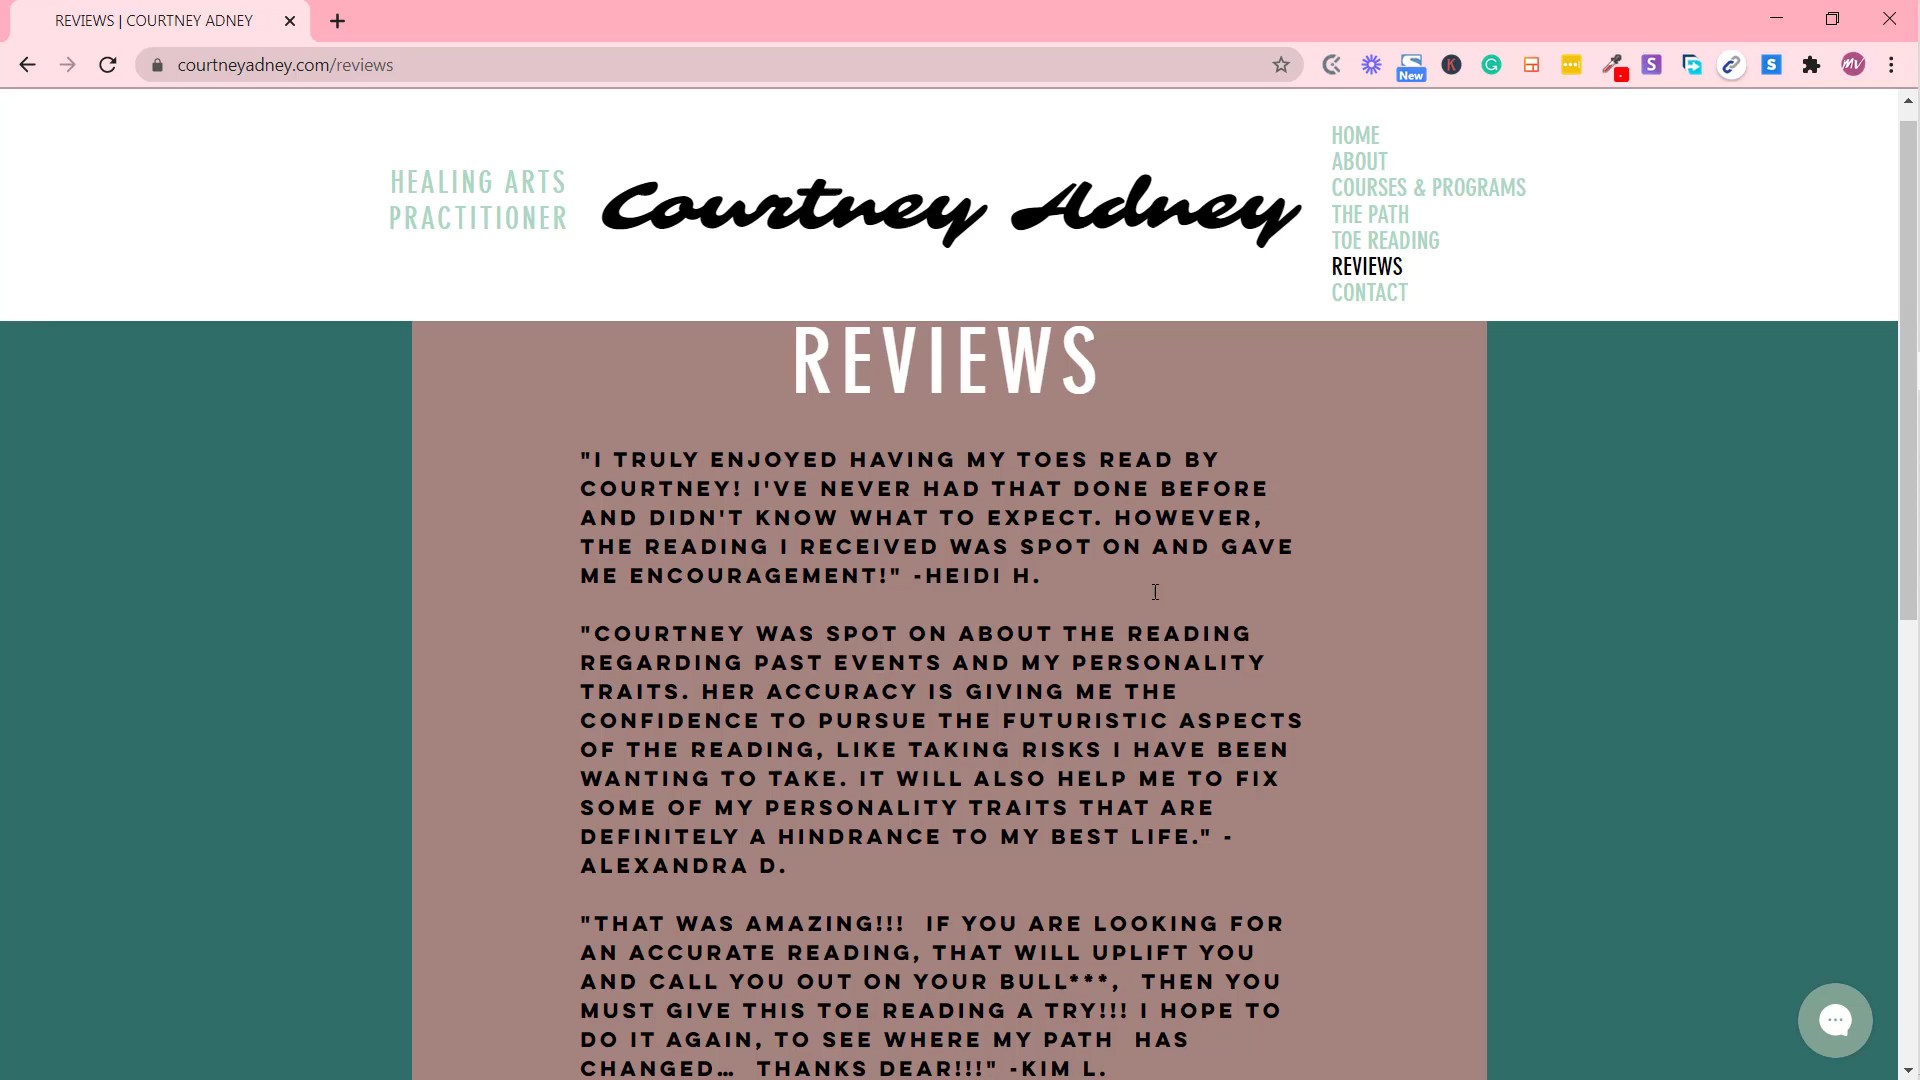 REVIEWS | COURTNEY ADNEY
courtneyadney.com/reviews
New
HEALING ARTS
PRACTITIONER
Courtney Adney
HOME
ABOUT
COURSES & PROGRAMS
THE PATH
TOE READING
REVIEWS
CONTACT
REVIEWS
"I TRULY ENJOYED HAVING MY TOES READ BY
COURTNEY! I'VE NEVER HAD THAT DONE BEFORE
AND DIDN'T KNOW WHAT TO EXPECT. HOWEVER,
THE READING I RECEIVED WAS SPOT ON AND GAVE
ME ENCOURAGEMENT!" -HEIDI H.
"COURTNEY WAS SPOT ON ABOUT THE READING
REGARDING PAST EVENTS AND MY PERSONALITY
TRAITS. HER ACCURACY IS GIVING ME THE
CONFIDENCE TO PURSUE THE FUTURISTIC ASPECTS
OF THE READING, LIKE TAKING RISKS I HAVE BEEN
WANTING TO TAKE. IT WILL ALSO HELP ME TO FIX
SOME OF MY PERSONALITY TRAITS THAT ARE
DEFINITELY A HINDRANCE TO MY BEST LIFE." -
ALEXANDRA D.
"THAT WAS AMAZING!!!  IF YOU ARE LOOKING FOR
AN ACCURATE READING, THAT WILL UPLIFT YOU
AND CALL YOU OUT ON YOUR BULL***,  THEN YOU
MUST GIVE THIS TOE READING A TRY!!! I HOPE TO
DO IT AGAIN, TO SEE WHERE MY PATH  HAS
CHANGED…  THANKS DEAR!!!" -KIM L.